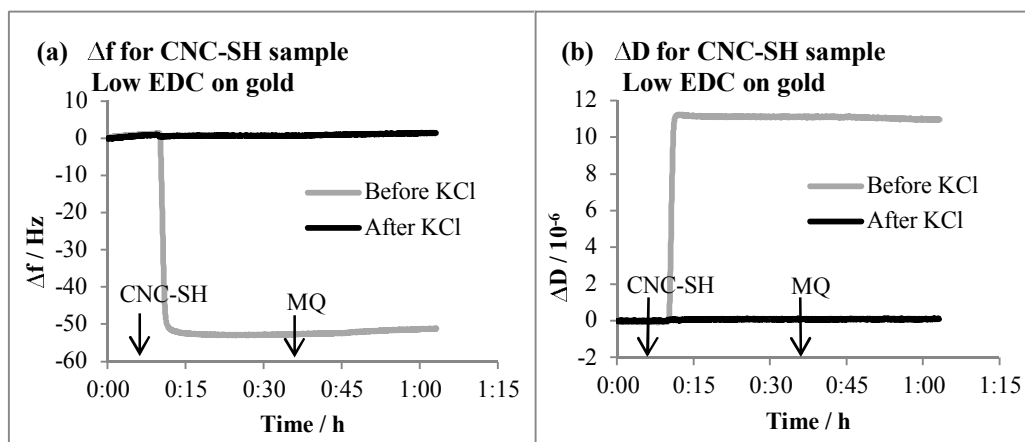 (a) Δf for CNC-SH sample
Low EDC on gold
10
0
-10
-20
-30
-40
-50
-60
Δf / Hz
Before KCl
After KCl
CNC-SH
MQ
0:00 0:15 0:30 0:45 1:00 1:15
Time / h
(b) ΔD for CNC-SH sample
Low EDC on gold
12
10
8
6
4
2
0
-2
ΔD / 10⁻⁶
Before KCl
After KCl
CNC-SH
MQ
0:00 0:15 0:30 0:45 1:00 1:15
Time / h